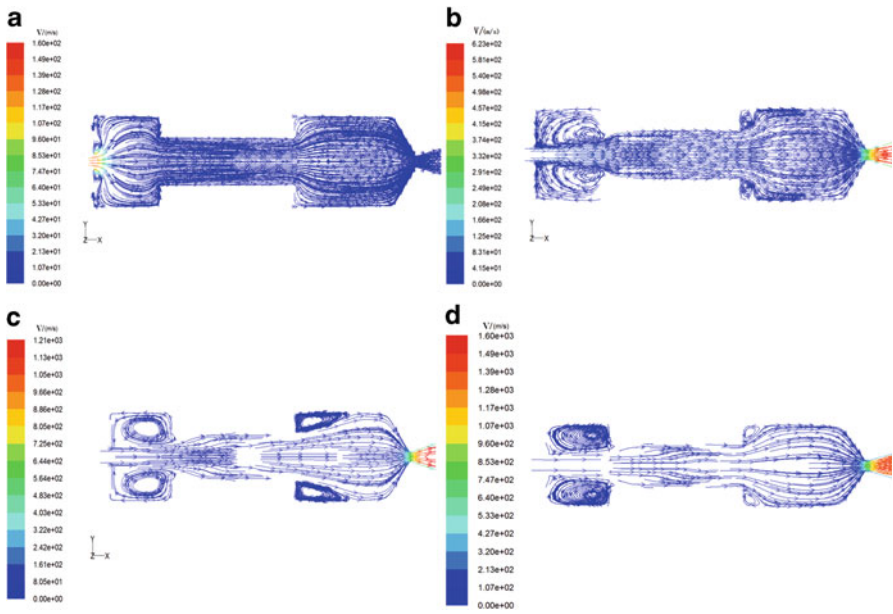 a
V/(m/s)
1.60e+02
1.49e+02
1.39e+02
1.28e+02
1.17e+02
1.07e+02
9.60e+01
8.53e+01
7.47e+01
6.40e+01
5.33e+01
4.27e+01
3.20e+01
2.13e+01
1.07e+01
0.00e+00
Y
Z X
b
V/(m/s)
6.23e+02
5.81e+02
5.40e+02
4.98e+02
4.57e+02
4.15e+02
3.74e+02
3.32e+02
2.91e+02
2.49e+02
2.08e+02
1.66e+02
1.25e+02
8.31e+01
4.15e+01
0.00e+00
Y
Z X
c
V/(m/s)
1.21e+03
1.13e+03
1.05e+03
9.66e+02
8.86e+02
8.05e+02
7.25e+02
6.44e+02
5.64e+02
4.83e+02
4.03e+02
3.22e+02
2.42e+02
1.61e+02
8.05e+01
0.00e+00
Y
Z X
d
V/(m/s)
1.60e+03
1.49e+03
1.39e+03
1.28e+03
1.17e+03
1.07e+03
9.60e+02
8.53e+02
7.47e+02
6.40e+02
5.33e+02
4.27e+02
3.20e+02
2.13e+02
1.07e+02
0.00e+00